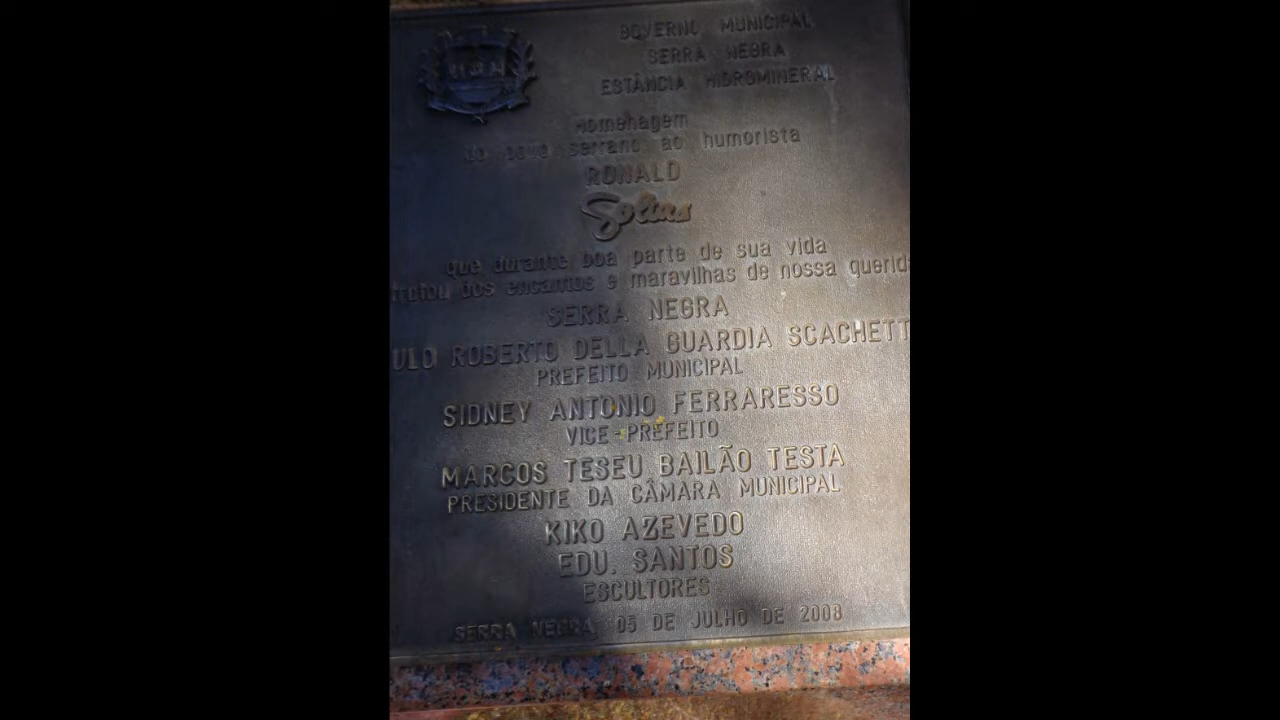 GOVERNO MUNICIPAL
SERRA NEGRA
ESTÂNCIA HIDROMINERAL
Homenagem
do povo serrano ao humorista
RONALD
Golias
que durante boa parte de sua vida
dos encantos e maravilhas de nossa querid
SERRA NEGRA
ULO ROBERTO DELLA GUARDIA SCACHETT
PREFEITO MUNICIPAL
SIDNEY ANTONIO FERRARESSO
VICE-PREFEITO
MARCOS TESEU BAILÃO TESTA
PRESIDENTE DA CÂMARA MUNICIPAL
KIKO AZEVEDO
EDU. SANTOS
ESCULTORES
SERRA NEGRA, 05 DE JULHO DE 2008